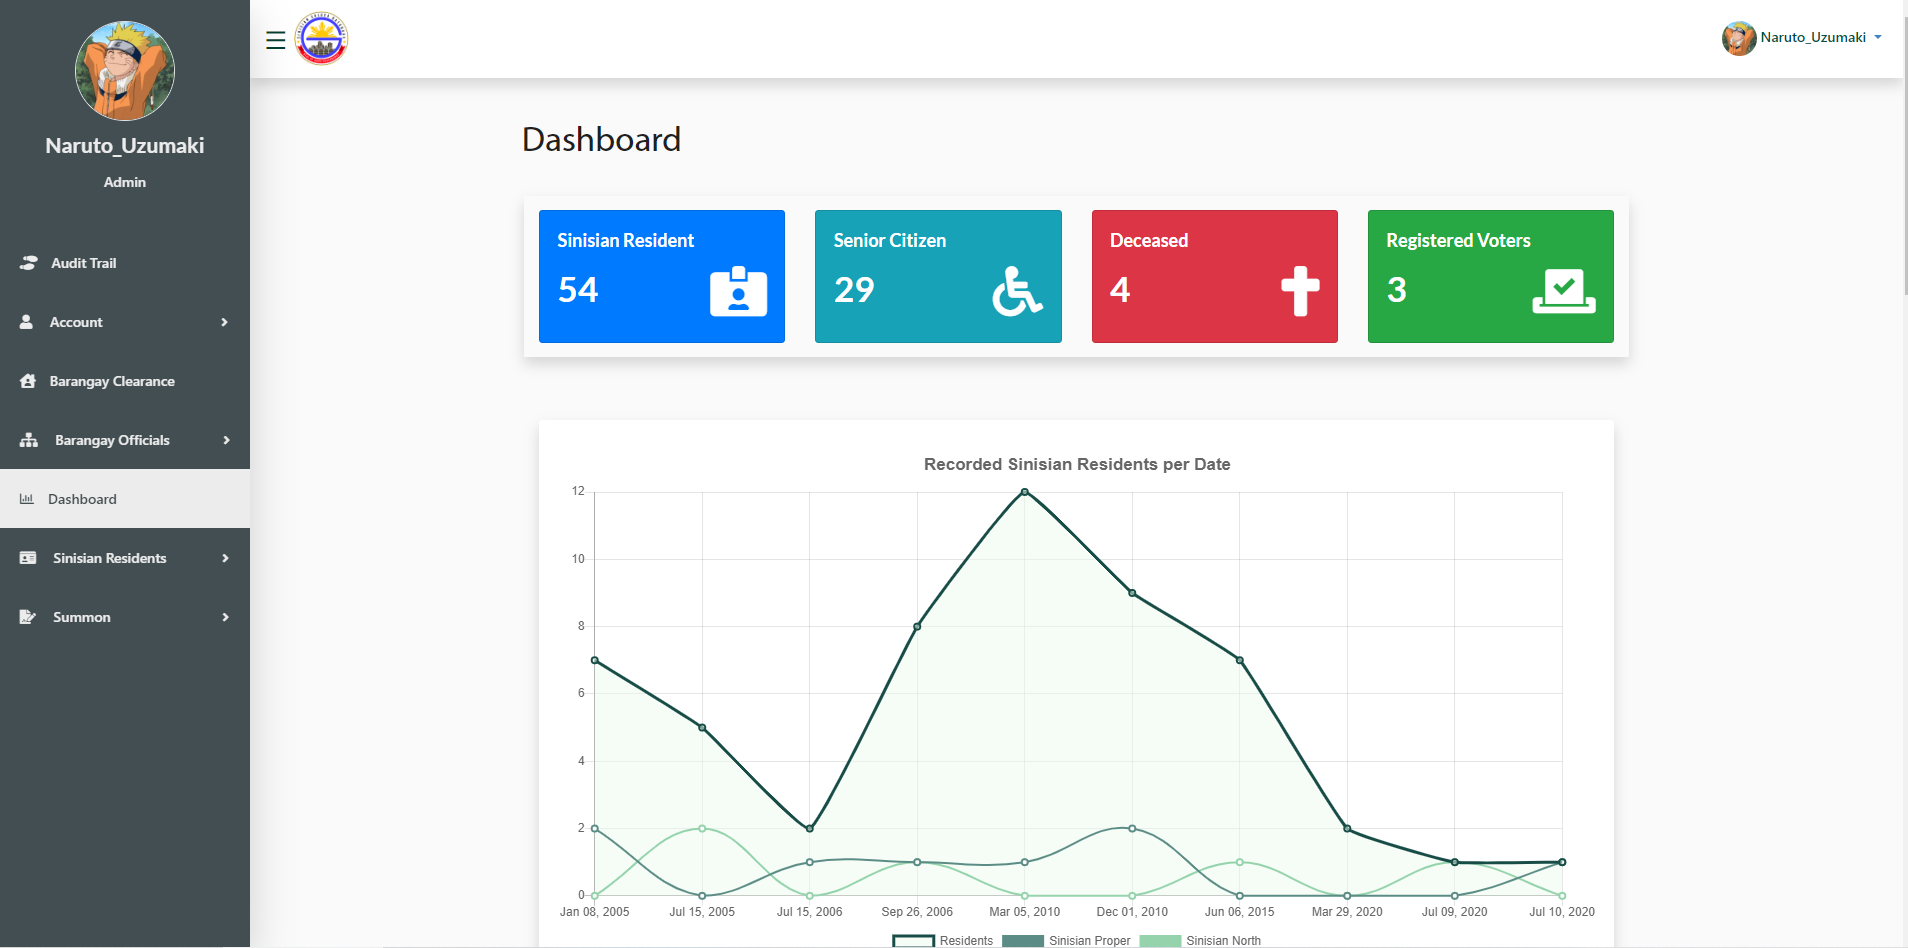 Naruto_Uzumaki
Admin
Audit Trail
Account
Barangay Clearance
Barangay Officials
Dashboard
Sinisian Residents
Summon
Naruto_Uzumaki
Dashboard
Sinisian Resident
54
Senior Citizen
29
Deceased
4
Registered Voters
3
Recorded Sinisian Residents per Date
12
10
8
6
4
2
0
Jan 08, 2005 Jul 15, 2005 Jul 15, 2006 Sep 26, 2006 Mar 05, 2010 Dec 01, 2010 Jun 06, 2015 Mar 29, 2020 Jul 09, 2020 Jul 10, 2020
Residents Sinisian Proper Sinisian North